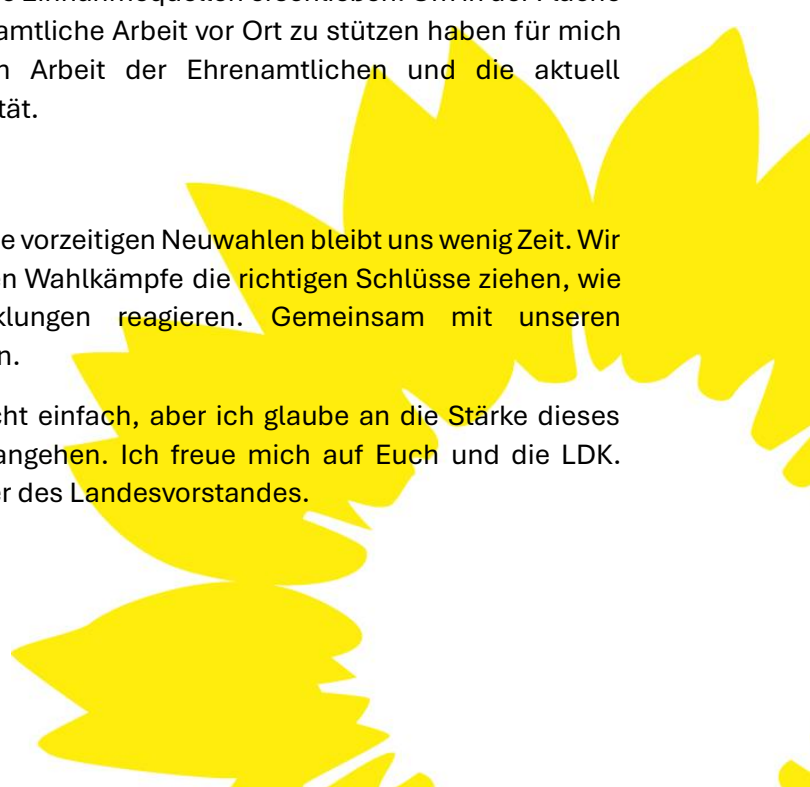 amtliche Arbeit vor Ort zu stützen haben für mich
Arbeit der Ehrenamtlichen und die aktuell
tät.
e vorzeitigen Neuwahlen bleibt uns wenig Zeit. Wir
en Wahlkämpfe die richtigen Schlüsse ziehen, wie
klungen reagieren. Gemeinsam mit unseren
n.
cht einfach, aber ich glaube an die Stärke dieses
angehen. Ich freue mich auf Euch und die LDK.
er des Landesvorstandes.